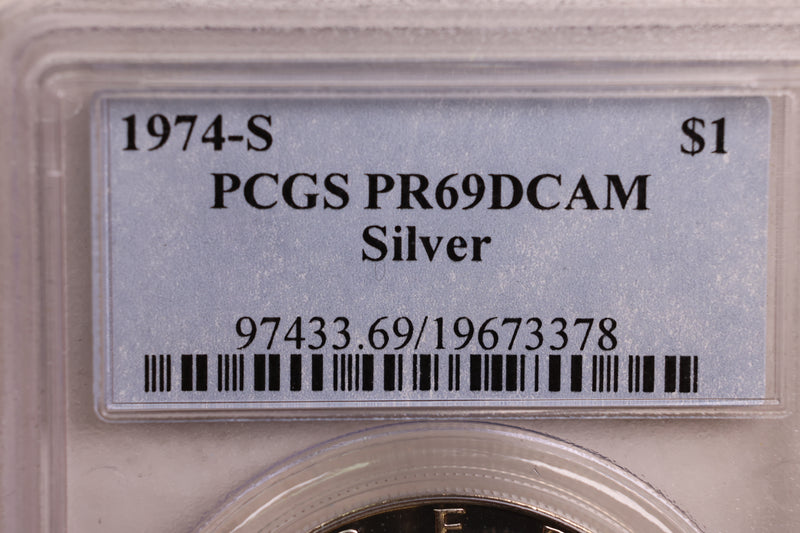 1974-S $1
PCGS PR69DCAM
Silver
97433.69/19673378
E